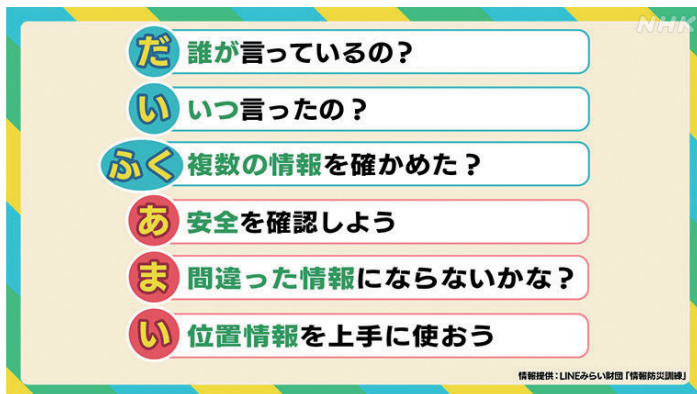 NHK
だ 誰が言っているの？
い いつ言ったの？
ふく 複数の情報を確かめた？
あ 安全を確認しよう
ま 間違った情報にならないかな？
い 位置情報を上手に使おう
情報提供：LINEみらい財団「情報防災訓練」